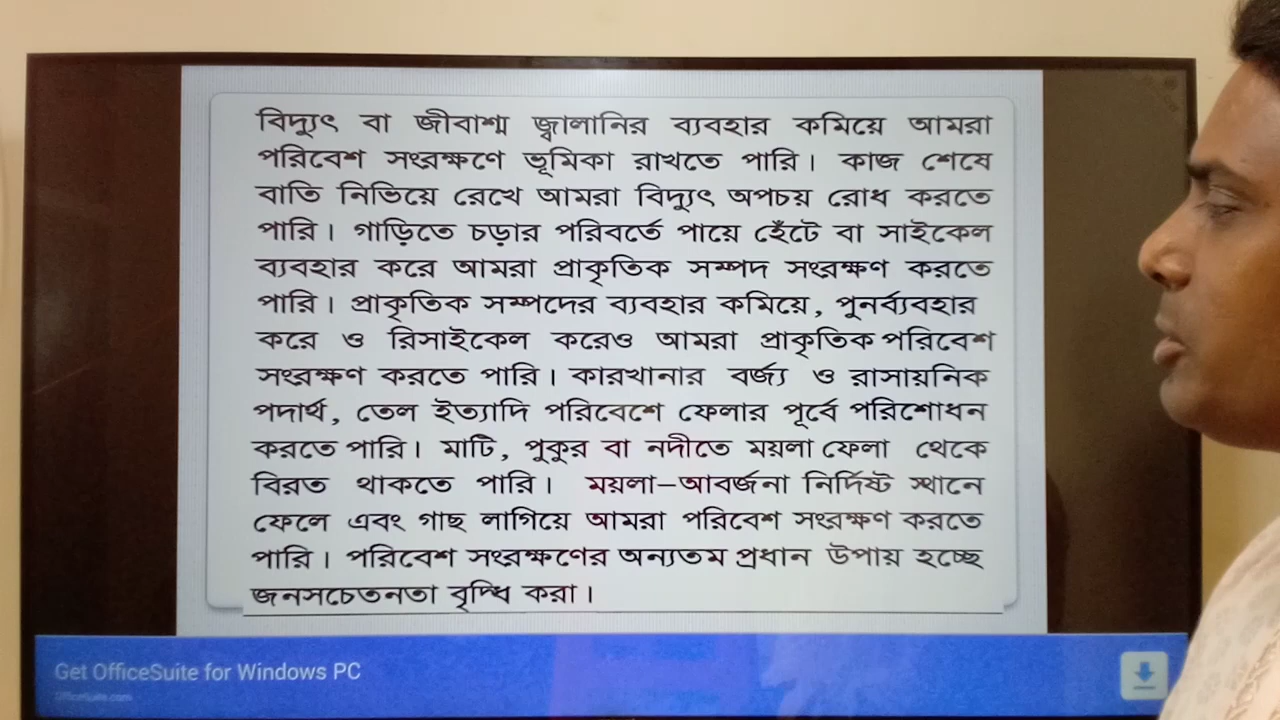 বিদ্যুৎ বা জীবাশ্ম জ্বালানির ব্যবহার কমিয়ে আমরা
পরিবেশ সংরক্ষণে ভূমিকা রাখতে পারি। কাজ শেষে
বাতি নিভিয়ে রেখে আমরা বিদ্যুৎ অপচয় রোধ করতে
পারি। গাড়িতে চড়ার পরিবর্তে পায়ে হেঁটে বা সাইকেল
ব্যবহার করে আমরা প্রাকৃতিক সম্পদ সংরক্ষণ করতে
পারি। প্রাকৃতিক সম্পদের ব্যবহার কমিয়ে, পুনর্ব্যবহার
করে ও রিসাইকেল করেও আমরা প্রাকৃতিক পরিবেশ
সংরক্ষণ করতে পারি। কারখানার বর্জ্য ও রাসায়নিক
পদার্থ, তেল ইত্যাদি পরিবেশে ফেলার পূর্বে পরিশোধন
করতে পারি। মাটি, পুকুর বা নদীতে ময়লা ফেলা থেকে
বিরত থাকতে পারি। ময়লা-আবর্জনা নির্দিষ্ট স্থানে
ফেলে এবং গাছ লাগিয়ে আমরা পরিবেশ সংরক্ষণ করতে
পারি। পরিবেশ সংরক্ষণের অন্যতম প্রধান উপায় হচ্ছে
জনসচেতনতা বৃদ্ধি করা।
Get OfficeSuite for Windows PC
OfficeSuite.com